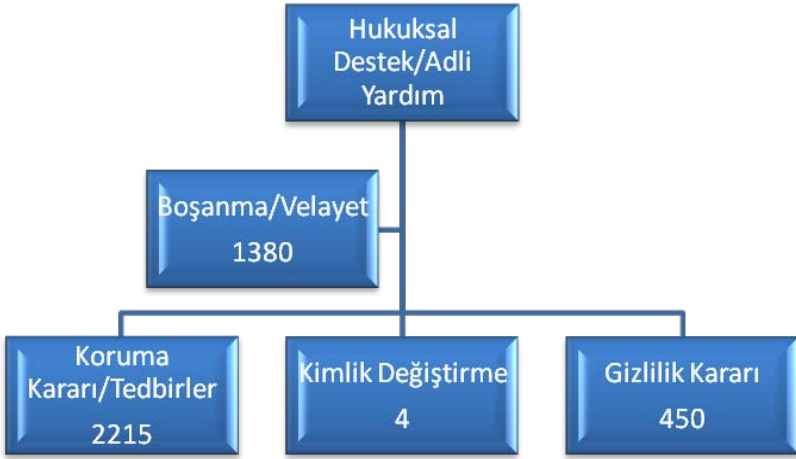 Hukuksal
Destek/Adli
Yardım
Boşanma/Velayet
1380
Koruma
Kararı/Tedbirler
2215
Kimlik Değiştirme
4
Gizlilik Kararı
450